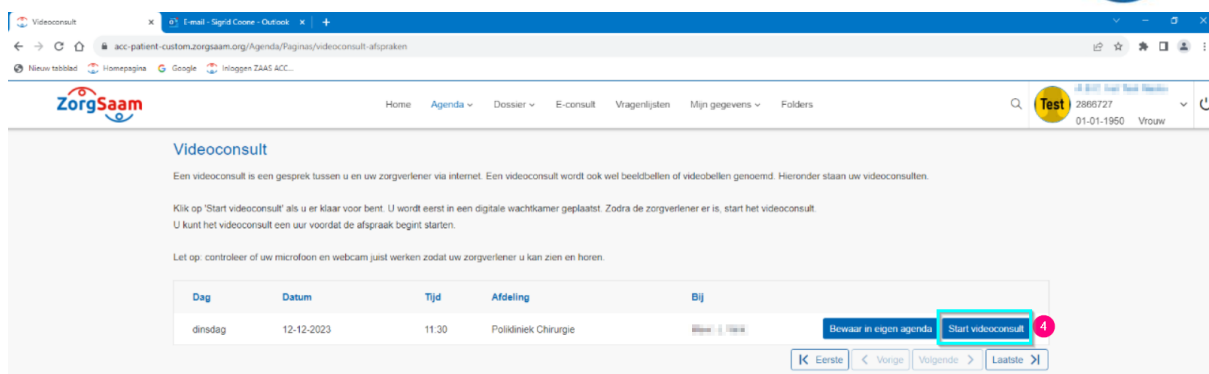 Videoconsult
E-mail - Sigrid Coone - Outlook
acc-patient-custom.zorgsaam.org/Agenda/Paginas/videoconsult-afspraken
Nieuw tabblad Homepagina Google Inloggen ZAAS ACC...
ZorgSaam
Home Agenda Dossier E-consult Vragenlijsten Mijn gegevens Folders
Test
2866727
01-01-1950 Vrouw
Videoconsult
Een videoconsult is een gesprek tussen u en uw zorgverlener via internet. Een videoconsult wordt ook wel beeldbellen of videobellen genoemd. Hieronder staan uw videoconsulten.
Klik op 'Start videoconsult' als u er klaar voor bent. U wordt eerst in een digitale wachtkamer geplaatst. Zodra de zorgverlener er is, start het videoconsult.
U kunt het videoconsult een uur voordat de afspraak begint starten.
Let op: controleer of uw microfoon en webcam juist werken zodat uw zorgverlener u kan zien en horen.
Dag Datum Tijd Afdeling Bij
dinsdag 12-12-2023 11:30 Polikliniek Chirurgie Bewaar in eigen agenda Start videoconsult 4
Eerste Vorige Volgende Laatste